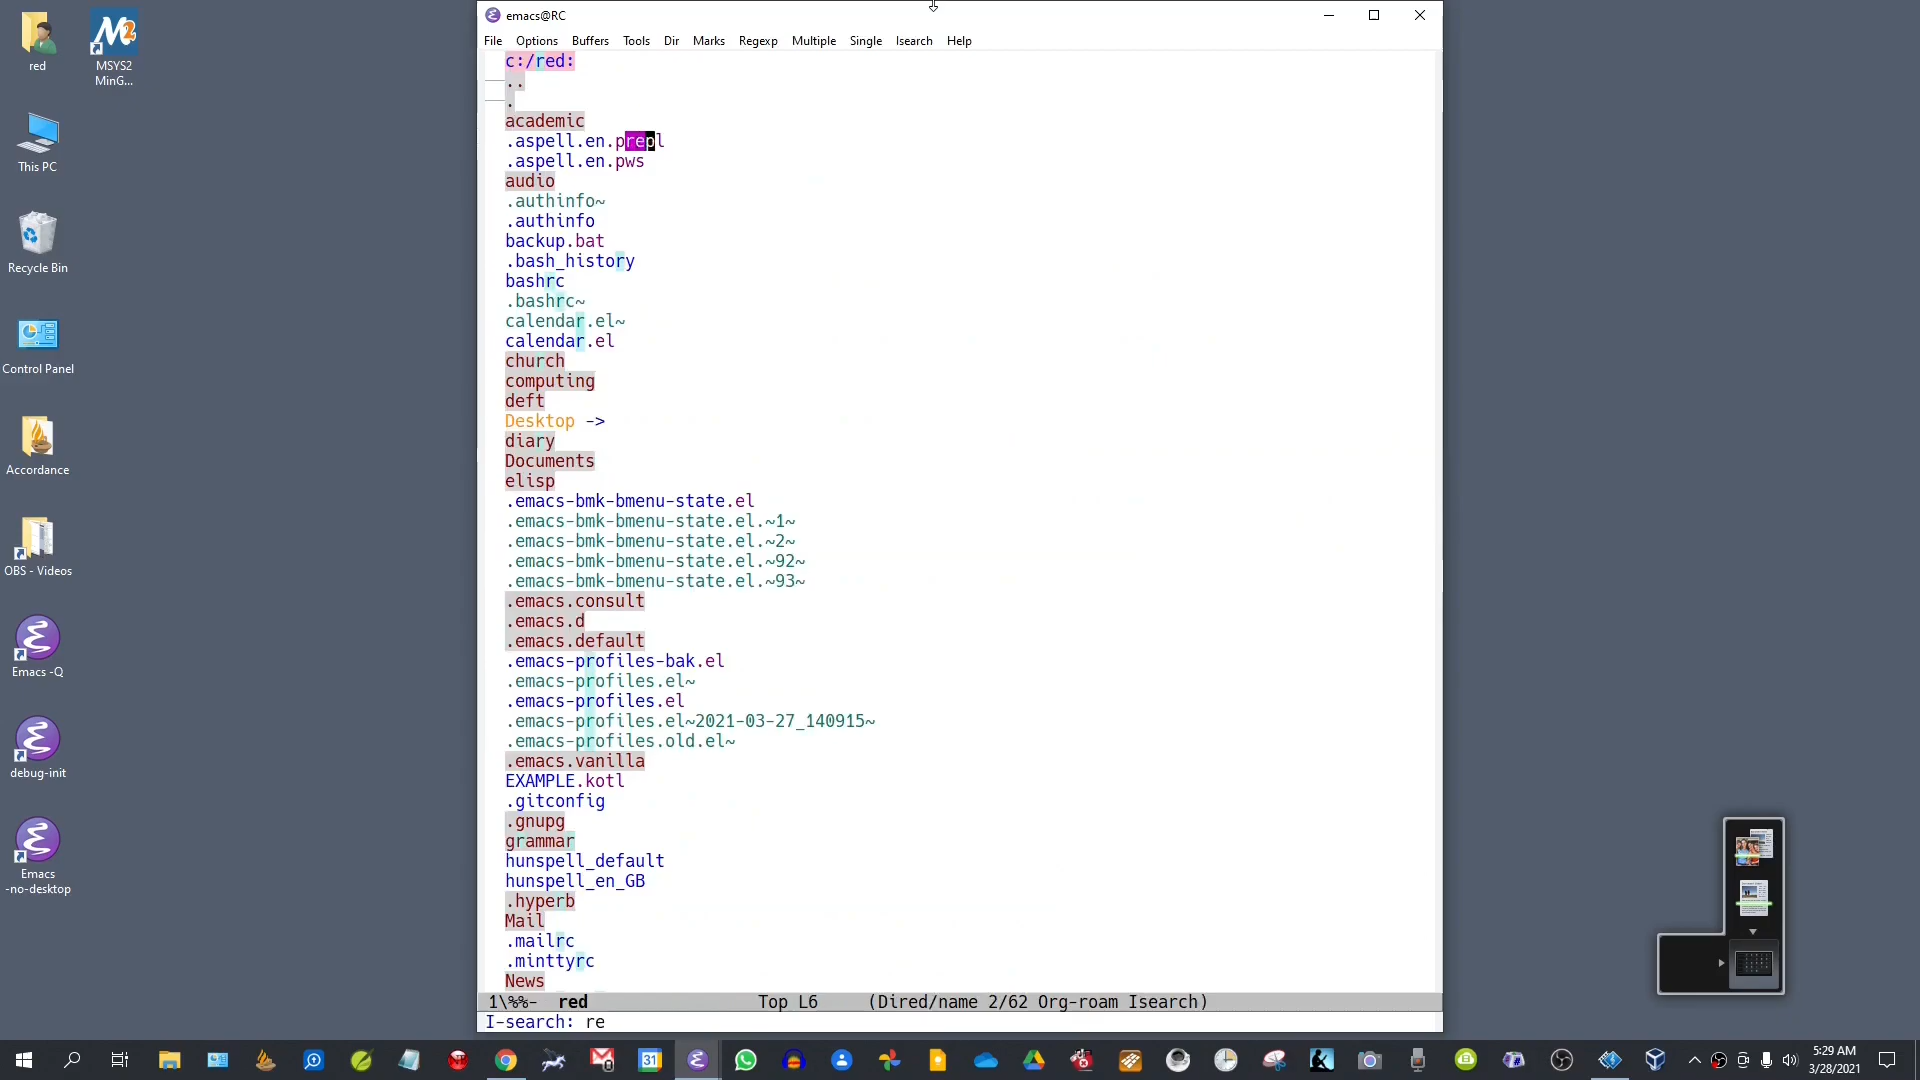 red
MSYS2
MinG...
This PC
Recycle Bin
Control Panel
Accordance
OBS - Videos
Emacs -Q
debug-init
Emacs
-no-desktop
emacs@RC
File Options Buffers Tools Dir Marks Regexp Multiple Single Isearch Help
c:/red:
..
.
academic
.aspell.en.prepl
.aspell.en.pws
audio
.authinfo~
.authinfo
backup.bat
.bash_history
bashrc
.bashrc~
calendar.el~
calendar.el
church
computing
deft
Desktop ->
diary
Documents
elisp
.emacs-bmk-bmenu-state.el
.emacs-bmk-bmenu-state.el.~1~
.emacs-bmk-bmenu-state.el.~2~
.emacs-bmk-bmenu-state.el.~92~
.emacs-bmk-bmenu-state.el.~93~
.emacs.consult
.emacs.d
.emacs.default
.emacs-profiles-bak.el
.emacs-profiles.el~
.emacs-profiles.el
.emacs-profiles.el~2021-03-27_140915~
.emacs-profiles.old.el~
.emacs.vanilla
EXAMPLE.kotl
.gitconfig
.gnupg
grammar
hunspell_default
hunspell_en_GB
.hyperb
Mail
.mailrc
.minttyrc
News
1\%%- red Top L6 (Dired/name 2/62 Org-roam Isearch)
I-search: re
31
5:29 AM
3/28/2021